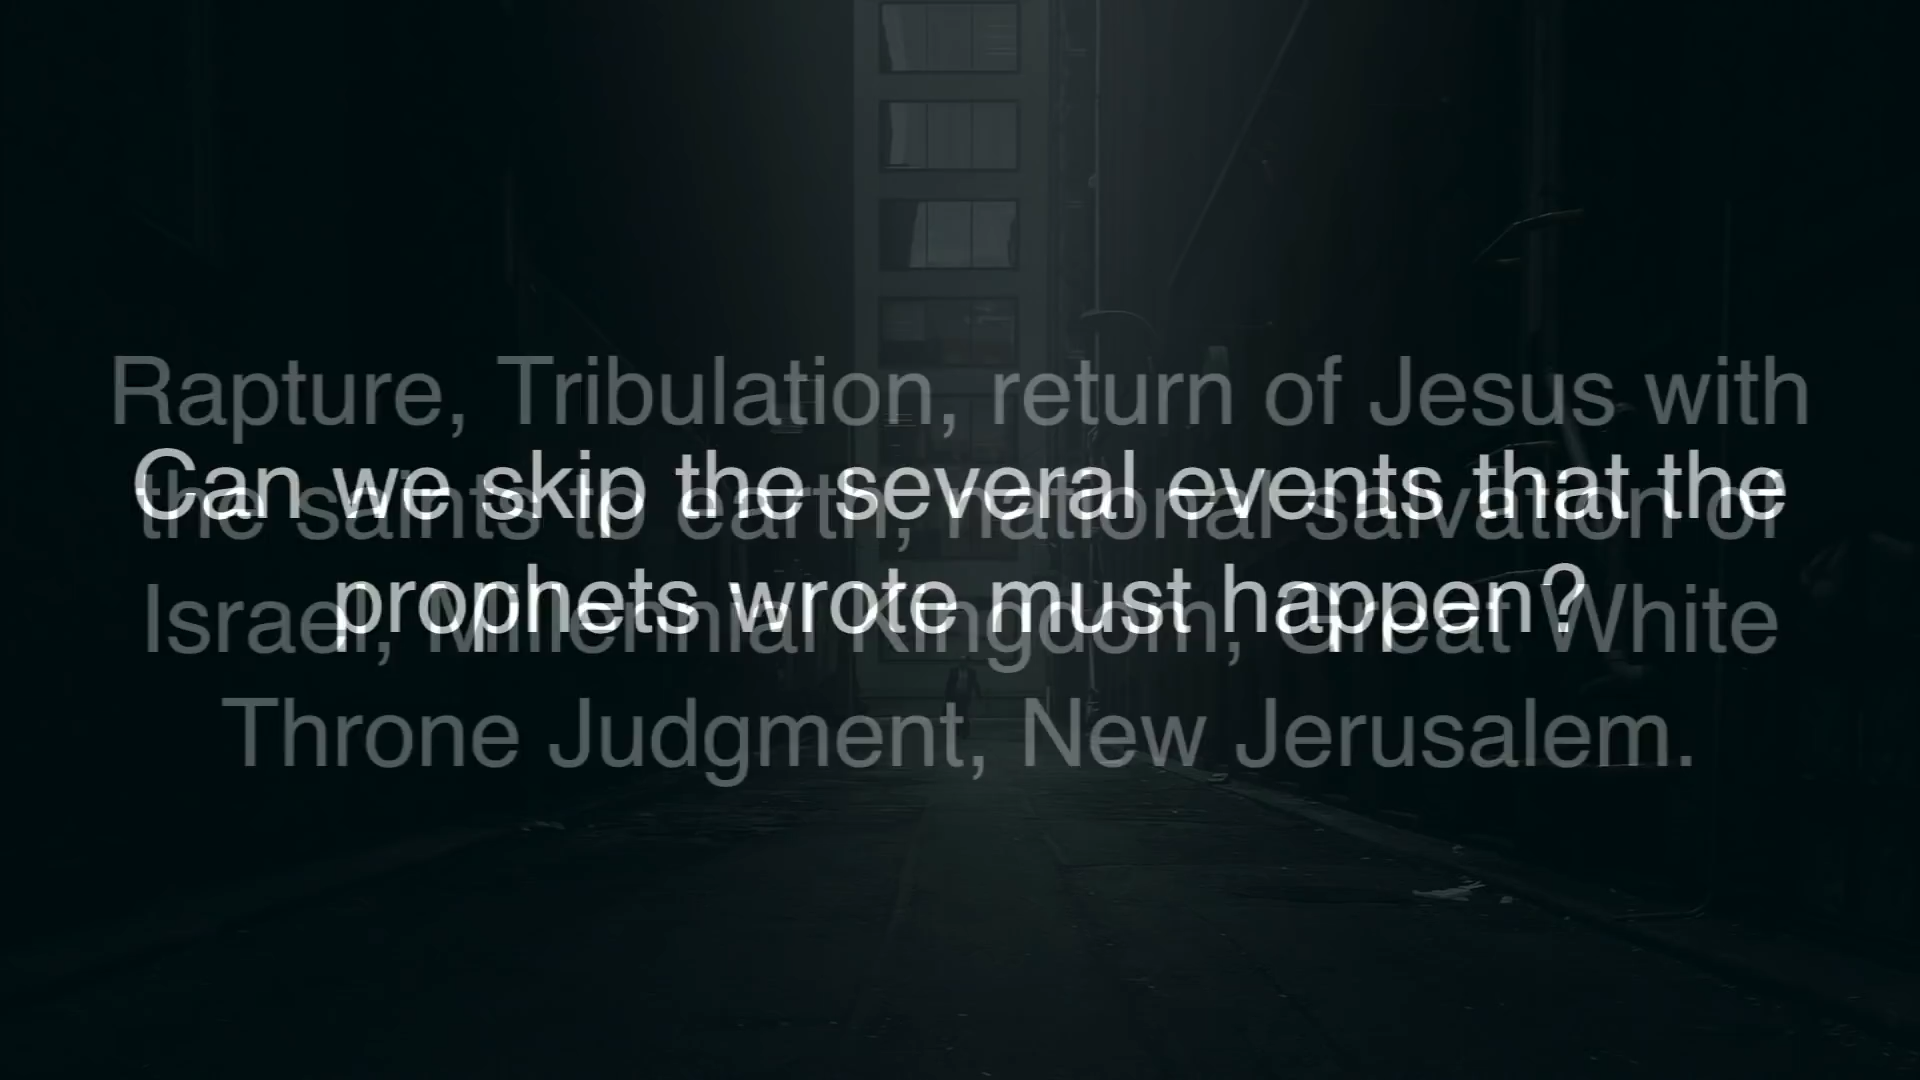 Rapture, Tribulation, return of Jesus with
Can we skip the several events that the
the saints to earth, national salvation of
prophets wrote must happen?
Israel, Millennial Kingdom, Great White
Throne Judgment, New Jerusalem.